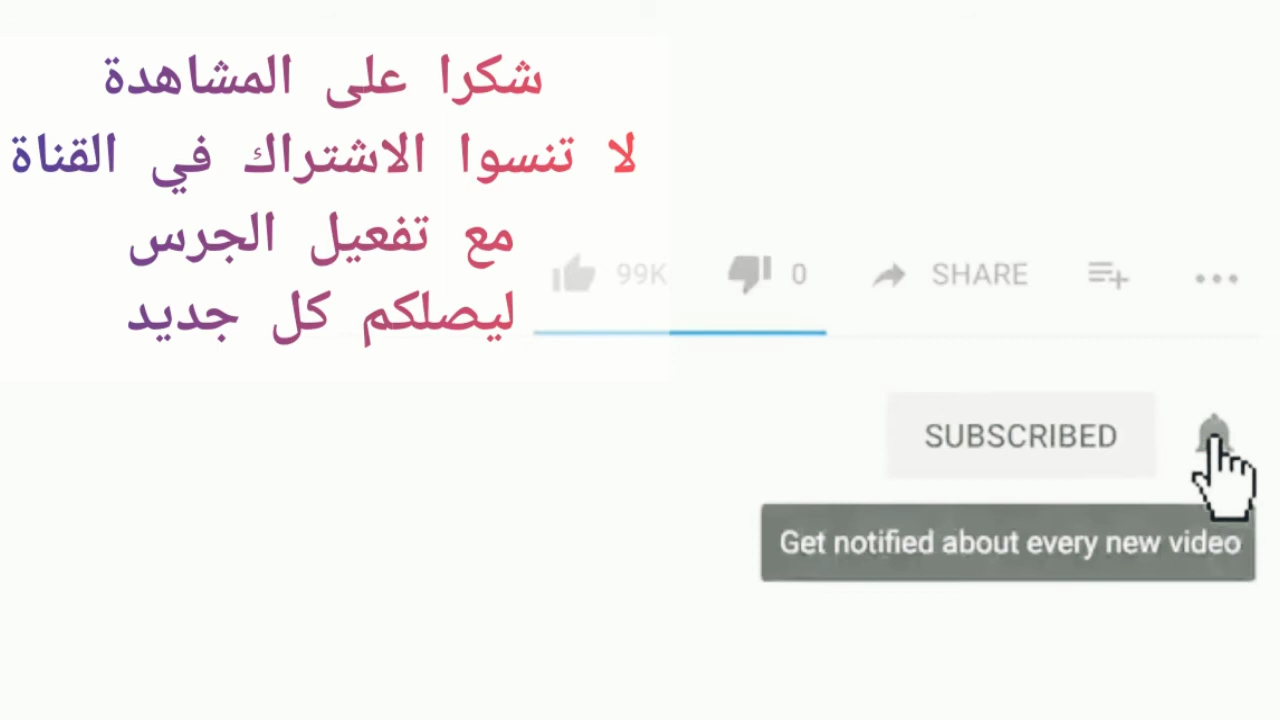 شكرا على المشاهدة
لا تنسوا الاشتراك في القناة
مع تفعيل الجرس
ليصلكم كل جديد
99K 0 SHARE
SUBSCRIBED
Get notified about every new video